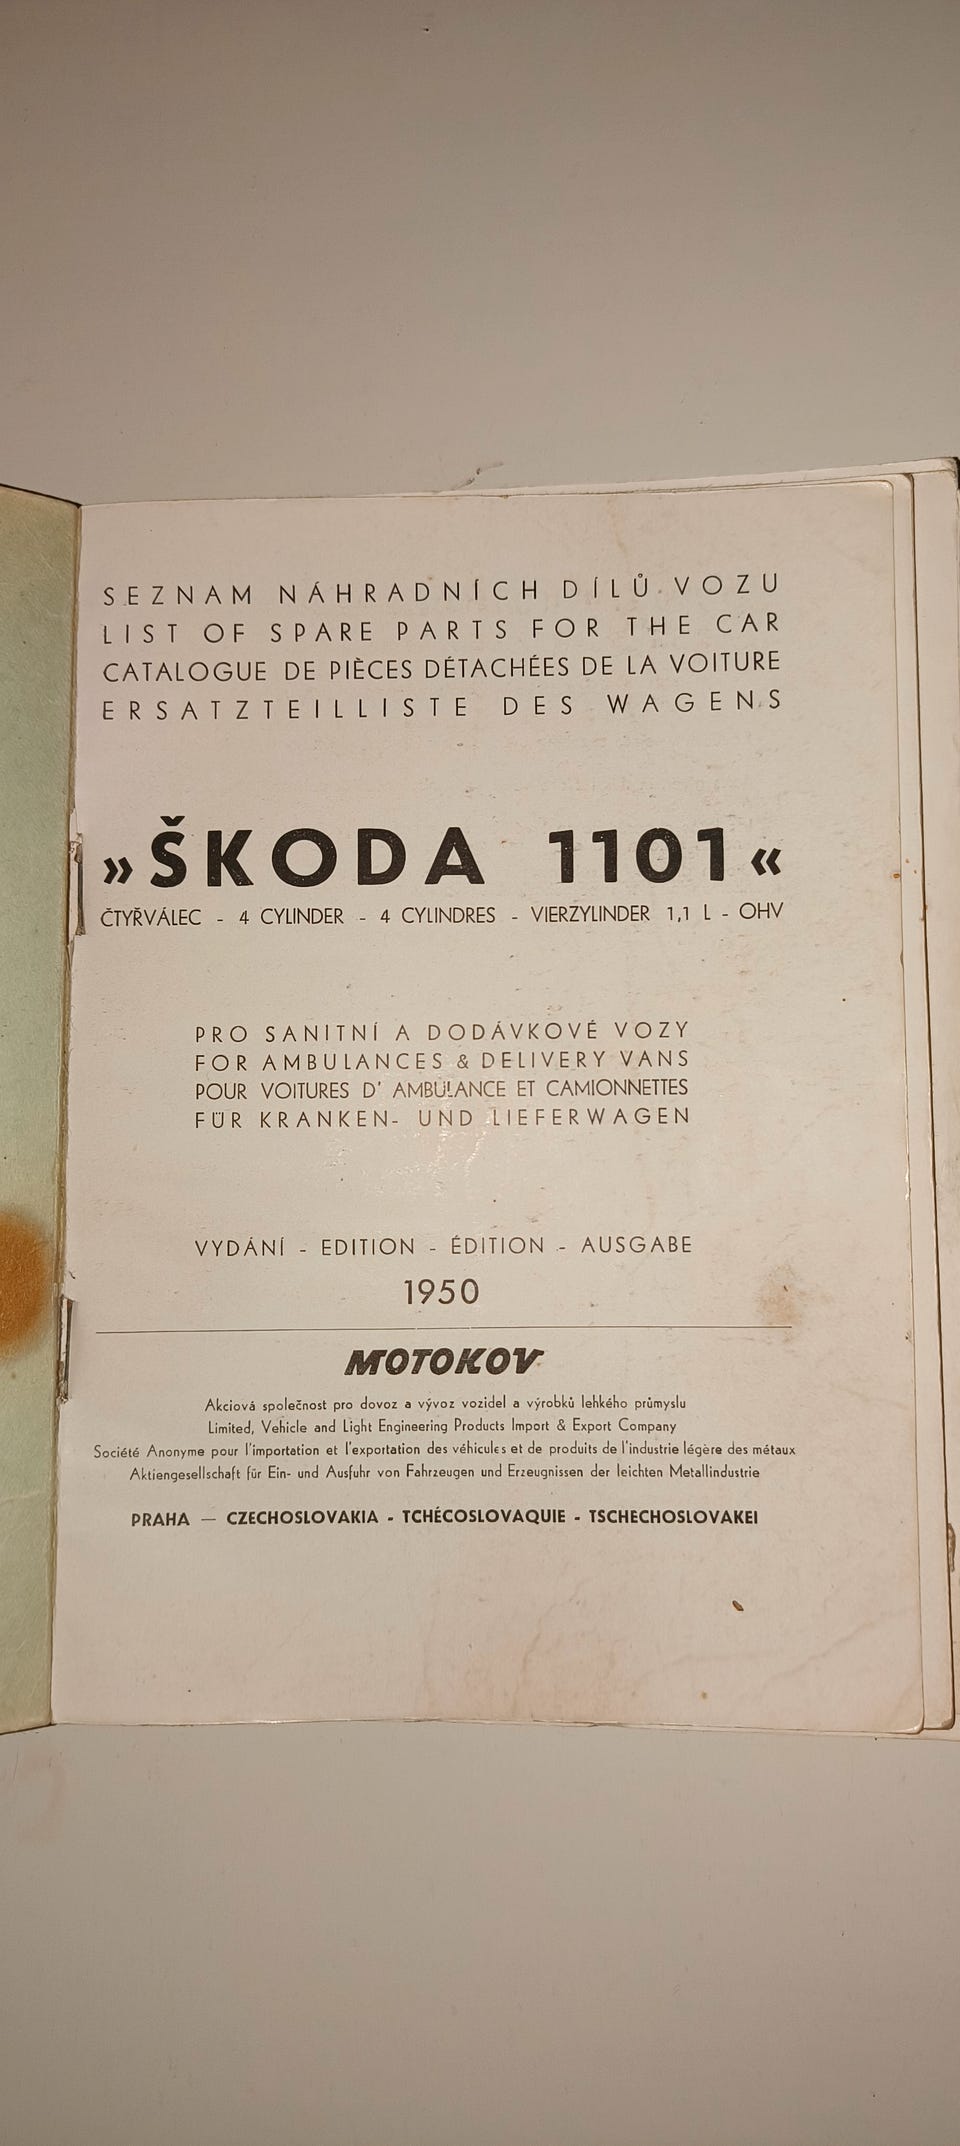 SEZNAM NÁHRADNÍCH DÍLŮ VOZU
LIST OF SPARE PARTS FOR THE CAR
CATALOGUE DE PIÈCES DÉTACHÉES DE LA VOITURE
ERSATZTEILLISTE DES WAGENS
»ŠKODA 1101«
ČTYŘVÁLEC - 4 CYLINDER - 4 CYLINDRES - VIERZYLINDER 1,1 L - OHV
PRO SANITNÍ A DODÁVKOVÉ VOZY
FOR AMBULANCES & DELIVERY VANS
POUR VOITURES D' AMBULANCE ET CAMIONNETTES
FÜR KRANKEN- UND LIEFERWAGEN
VYDÁNÍ - EDITION - ÉDITION - AUSGABE
1950
MOTOKOV
Akciová společnost pro dovoz a vývoz vozidel a výrobků lehkého průmyslu
Limited, Vehicle and Light Engineering Products Import & Export Company
Société Anonyme pour l'importation et l'exportation des véhicules et de produits de l'industrie légère des métaux
Aktiengesellschaft für Ein- und Ausfuhr von Fahrzeugen und Erzeugnissen der leichten Metallindustrie
PRAHA — CZECHOSLOVAKIA - TCHÉCOSLOVAQUIE - TSCHECHOSLOVAKEI